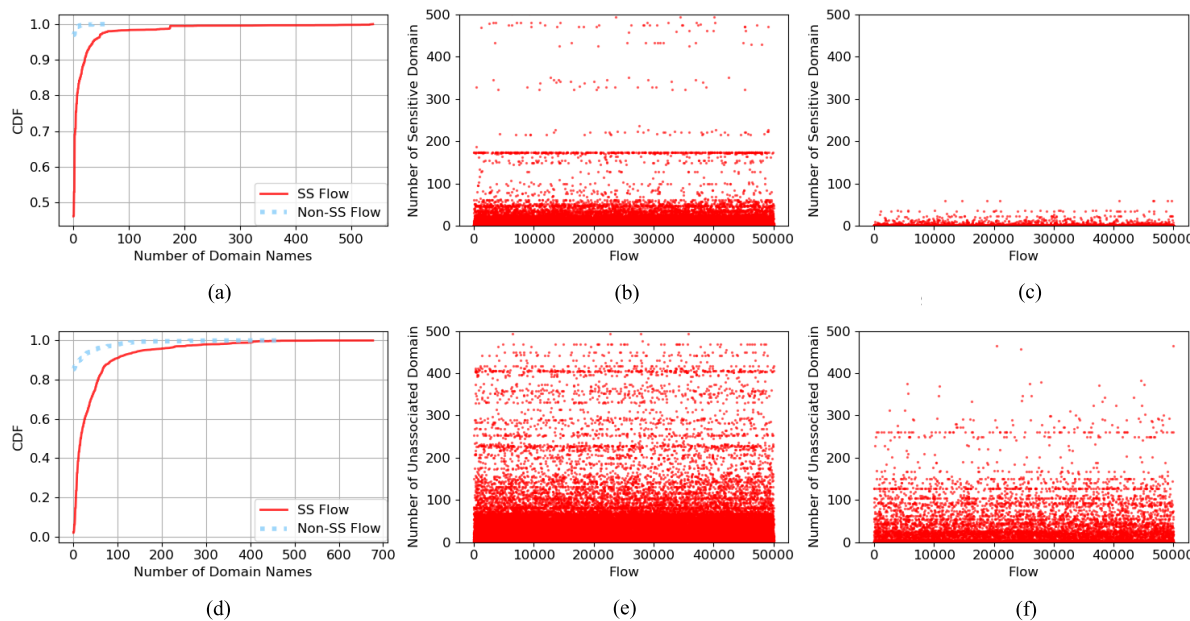 CDF
1.0
0.9
0.8
0.7
0.6
0.5
SS Flow
Non-SS Flow
0 100 200 300 400 500
Number of Domain Names
(a)
Number of Sensitive Domain
500
400
300
200
100
0
0 10000 20000 30000 40000 50000
Flow
(b)
Number of Sensitive Domain
500
400
300
200
100
0
0 10000 20000 30000 40000 50000
Flow
(c)
CDF
1.0
0.8
0.6
0.4
0.2
0.0
SS Flow
Non-SS Flow
0 100 200 300 400 500 600 700
Number of Domain Names
(d)
Number of Unassociated Domain
500
400
300
200
100
0
0 10000 20000 30000 40000 50000
Flow
(e)
Number of Unassociated Domain
500
400
300
200
100
0
0 10000 20000 30000 40000 50000
Flow
(f)